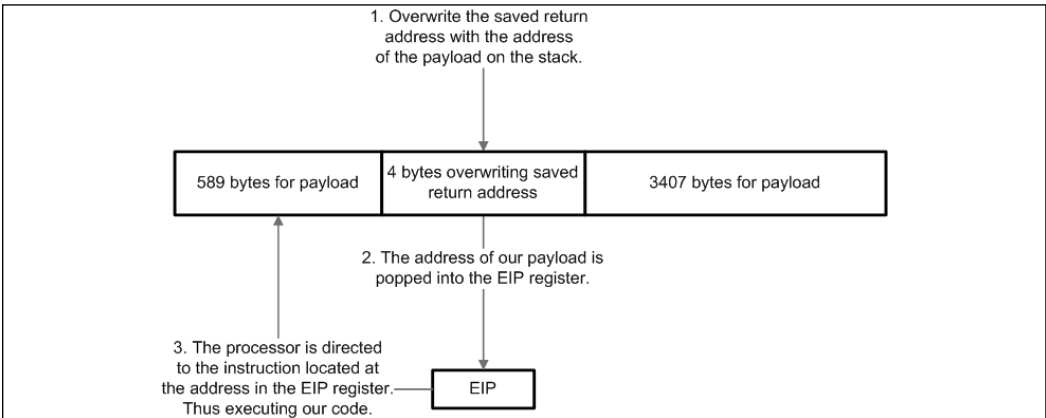 1. Overwrite the saved return
address with the address
of the payload on the stack.
589 bytes for payload
4 bytes overwriting saved
return address
3407 bytes for payload
2. The address of our payload is
popped into the EIP register.
3. The processor is directed
to the instruction located at
the address in the EIP register.
Thus executing our code.
EIP